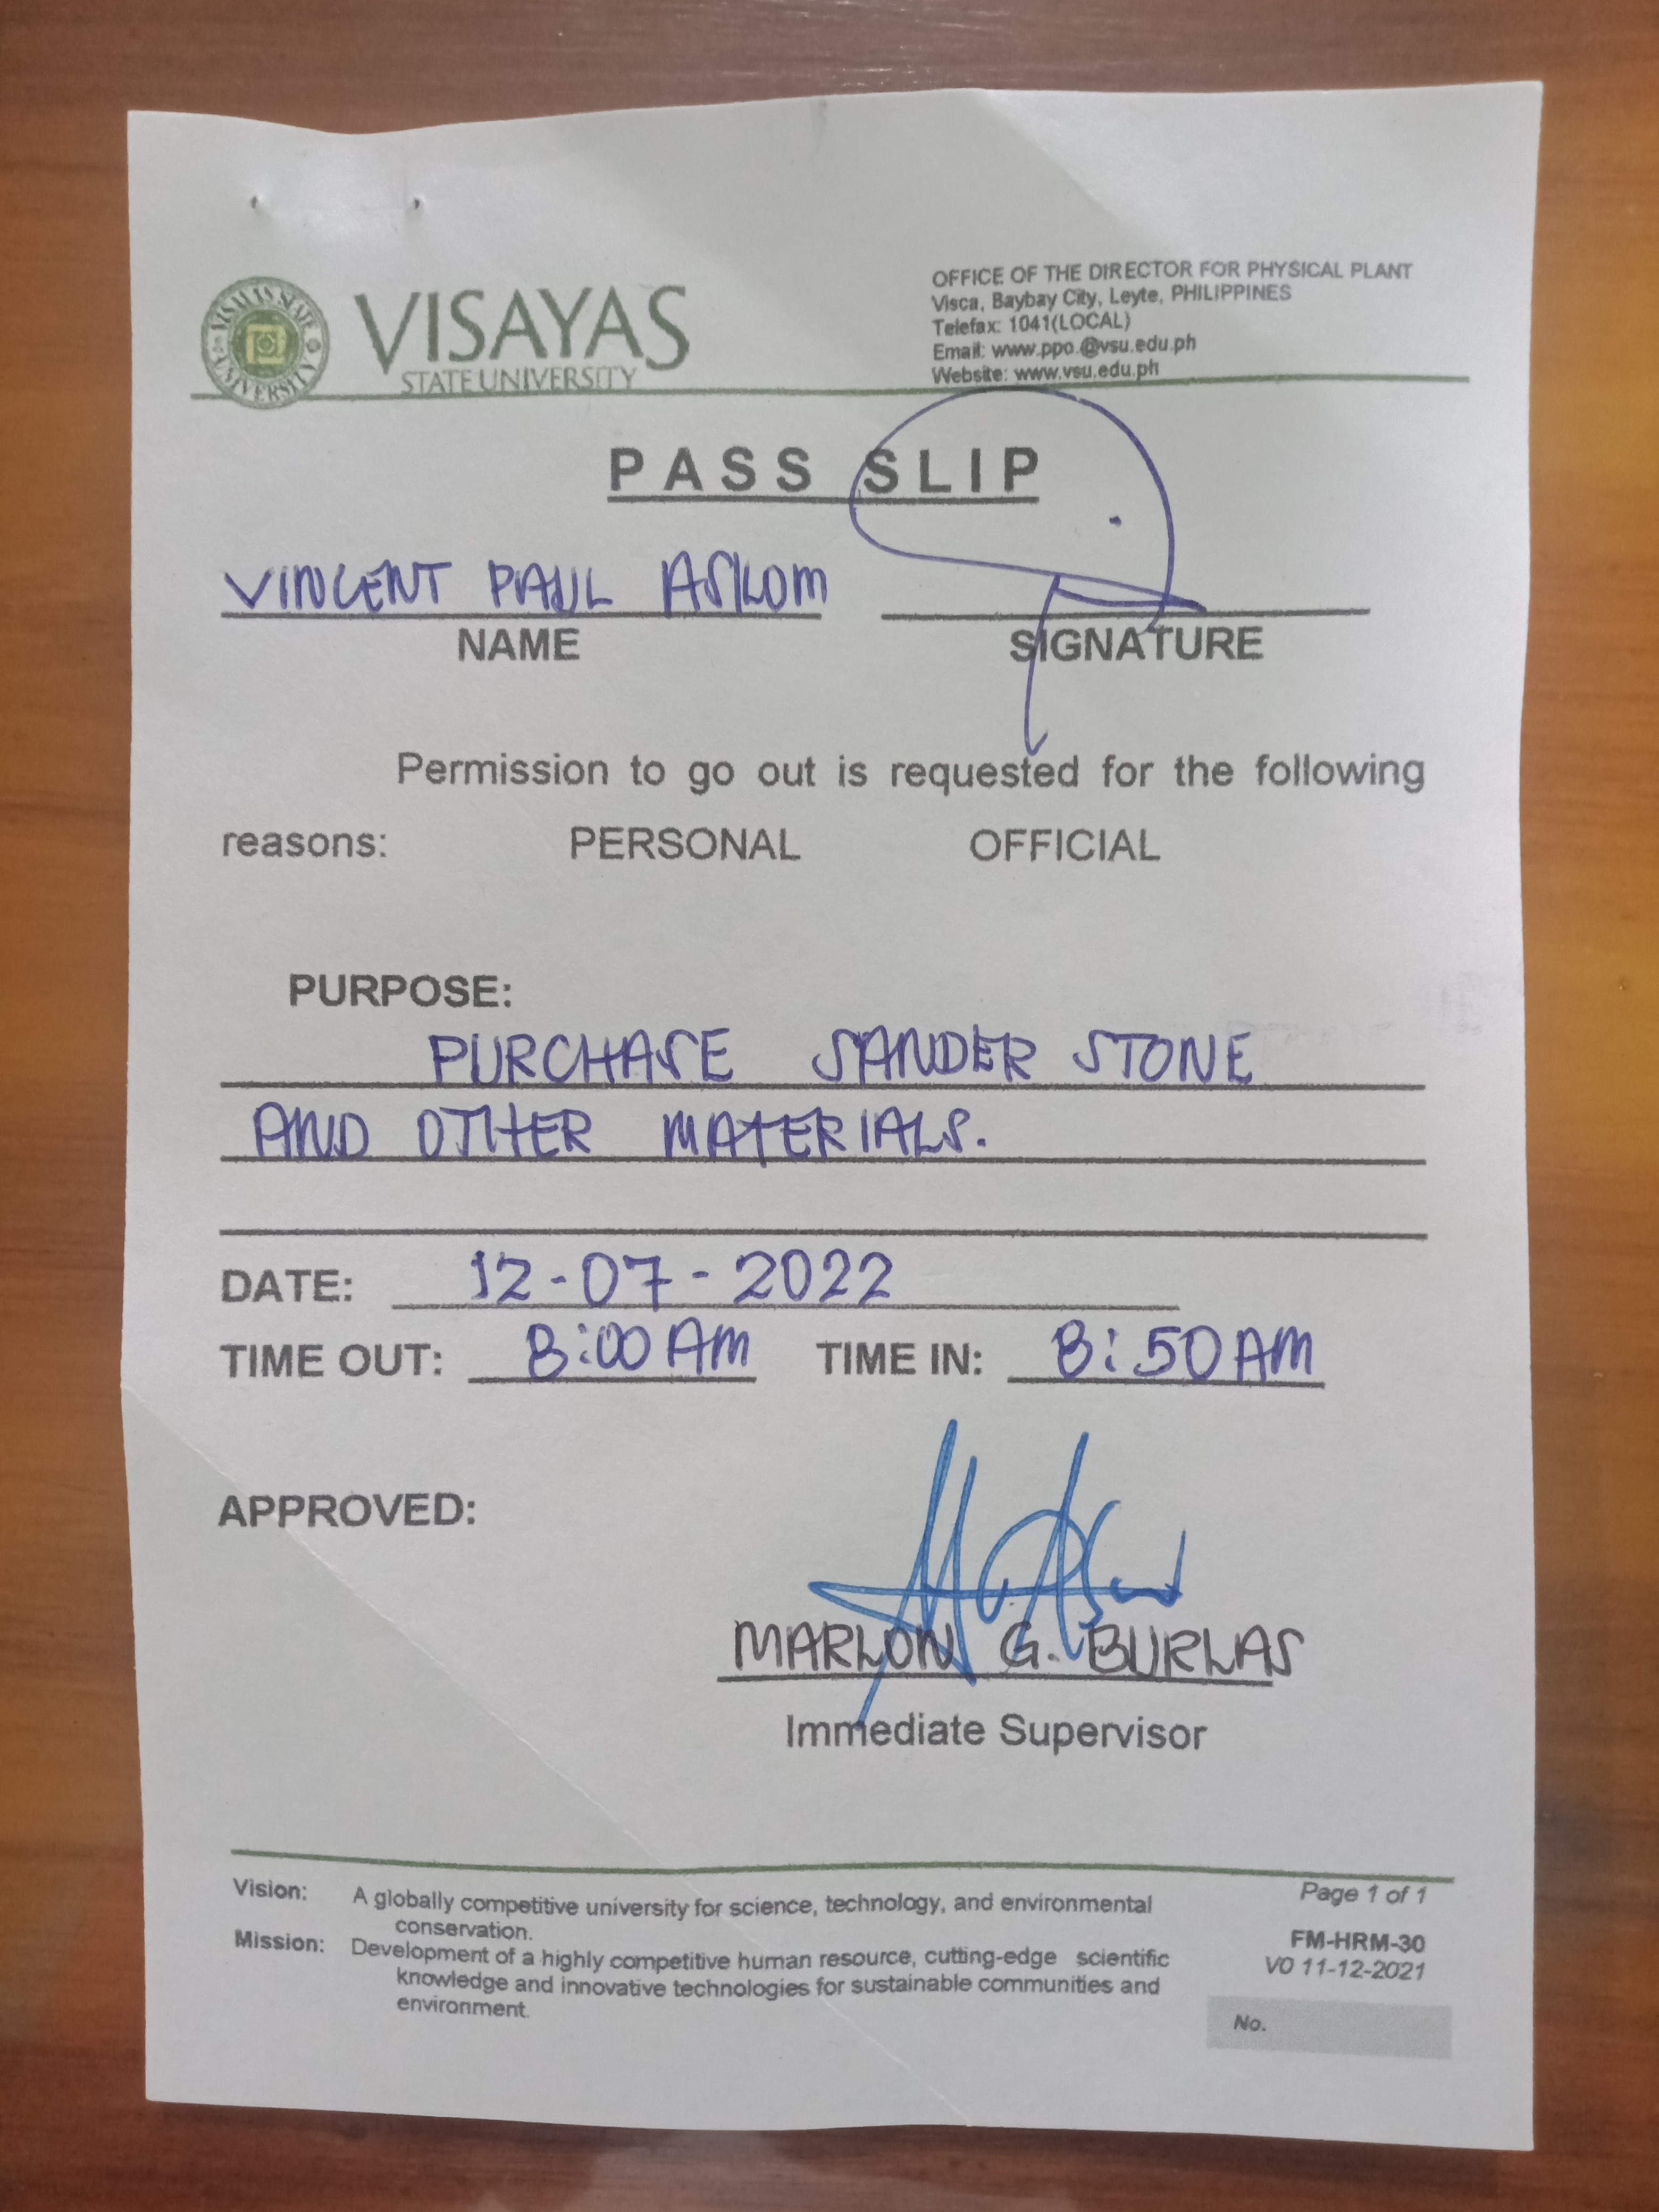 VISAYAS
STATE UNIVERSITY
OFFICE OF THE DIRECTOR FOR PHYSICAL PLANT
Visca, Baybay City, Leyte, PHILIPPINES
Telefax: 1041(LOCAL)
Email: www.ppo.@vsu.edu.ph
Website: www.vsu.edu.ph
PASS SLIP
VINCENT PAUL ASILOM
NAME SIGNATURE
Permission to go out is requested for the following
reasons: PERSONAL OFFICIAL
PURPOSE:
PURCHASE SANDER STONE
AND OTHER MATERIALS.
DATE: 12-07-2022
TIME OUT: 8:00 AM TIME IN: 8:50 AM
APPROVED:
MARLON G. BURLAS
Immediate Supervisor
Vision: A globally competitive university for science, technology, and environmental
conservation.
Mission: Development of a highly competitive human resource, cutting-edge scientific
knowledge and innovative technologies for sustainable communities and
environment.
Page 1 of 1
FM-HRM-30
V0 11-12-2021
No.